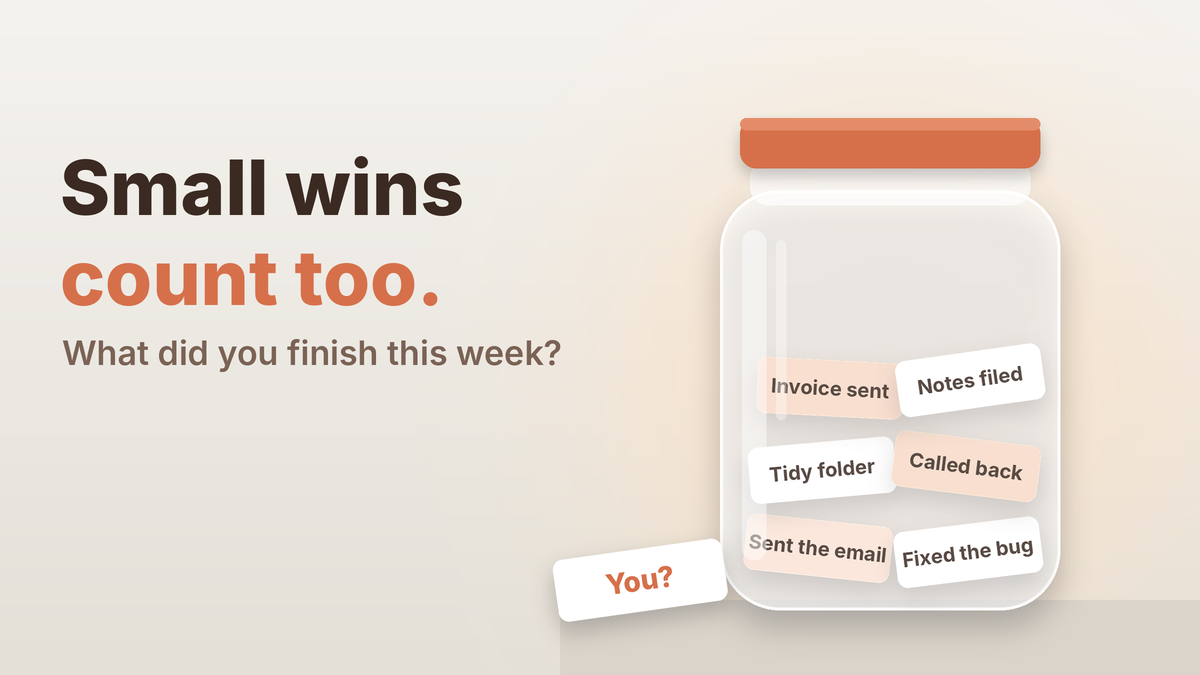 Small wins
count too.
What did you finish this week?
Invoice sent
Notes filed
Tidy folder
Called back
Sent the email
Fixed the bug
You?